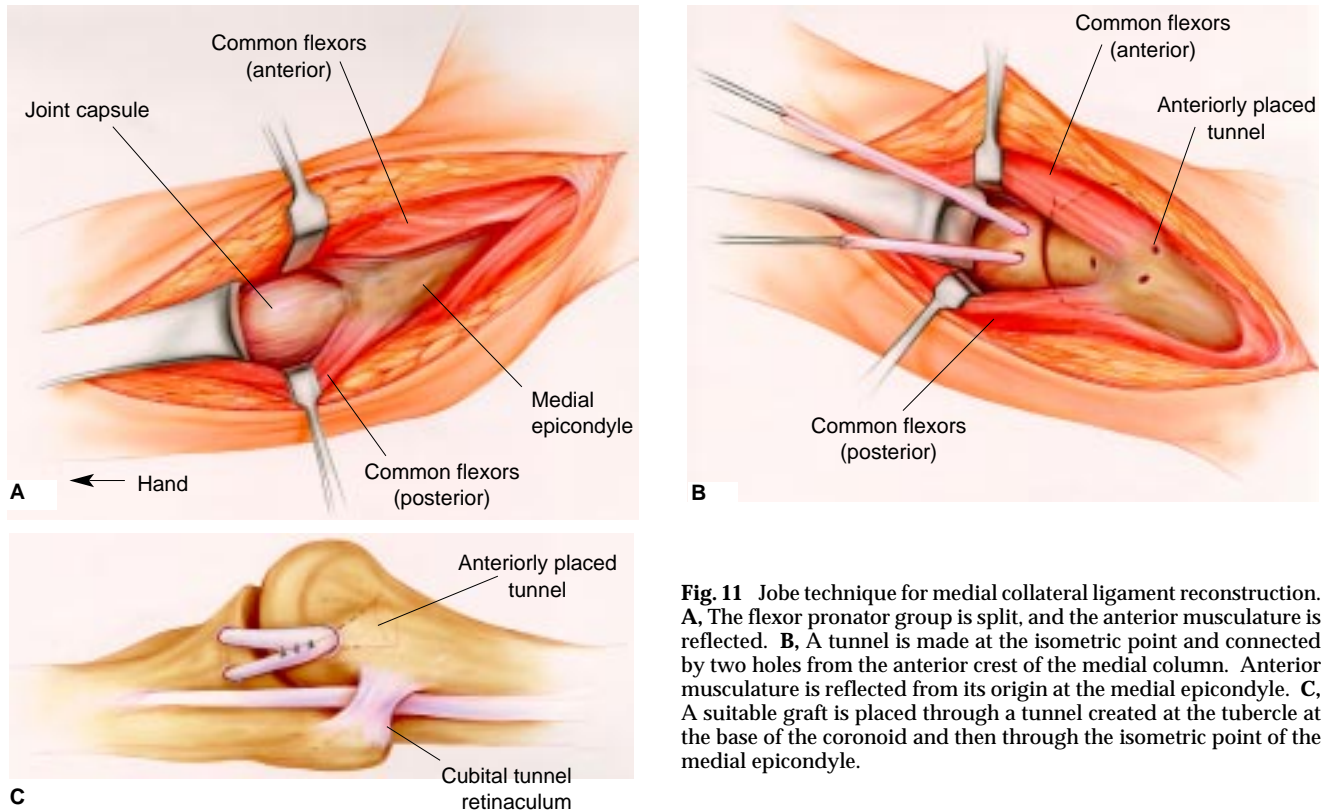 Common flexors
(anterior)
Joint capsule
Medial
epicondyle
Common flexors
(posterior)
Hand
A
Common flexors
(anterior)
Anteriorly placed
tunnel
Common flexors
(posterior)
B
Anteriorly placed
tunnel
Cubital tunnel
retinaculum
C
Fig. 11 Jobe technique for medial collateral ligament reconstruction.
A, The flexor pronator group is split, and the anterior musculature is
reflected. B, A tunnel is made at the isometric point and connected
by two holes from the anterior crest of the medial column. Anterior
musculature is reflected from its origin at the medial epicondyle. C,
A suitable graft is placed through a tunnel created at the tubercle at
the base of the coronoid and then through the isometric point of the
medial epicondyle.